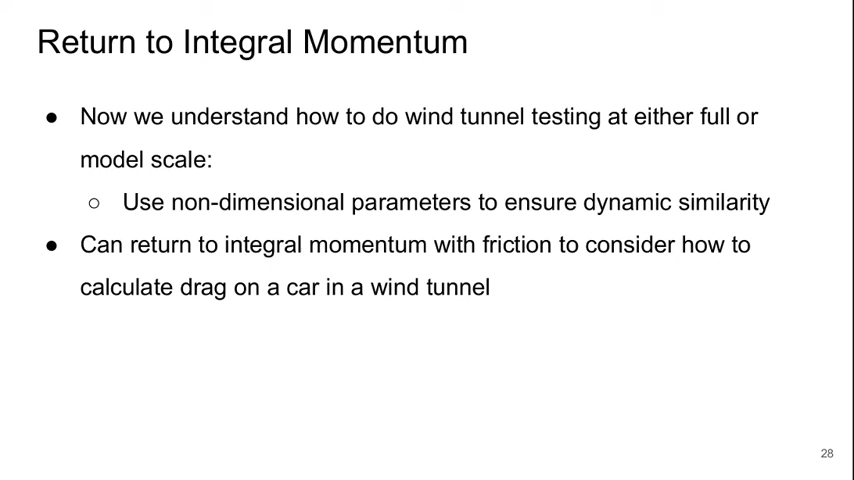 Return to Integral Momentum
● Now we understand how to do wind tunnel testing at either full or
model scale:
○ Use non-dimensional parameters to ensure dynamic similarity
● Can return to integral momentum with friction to consider how to
calculate drag on a car in a wind tunnel
28